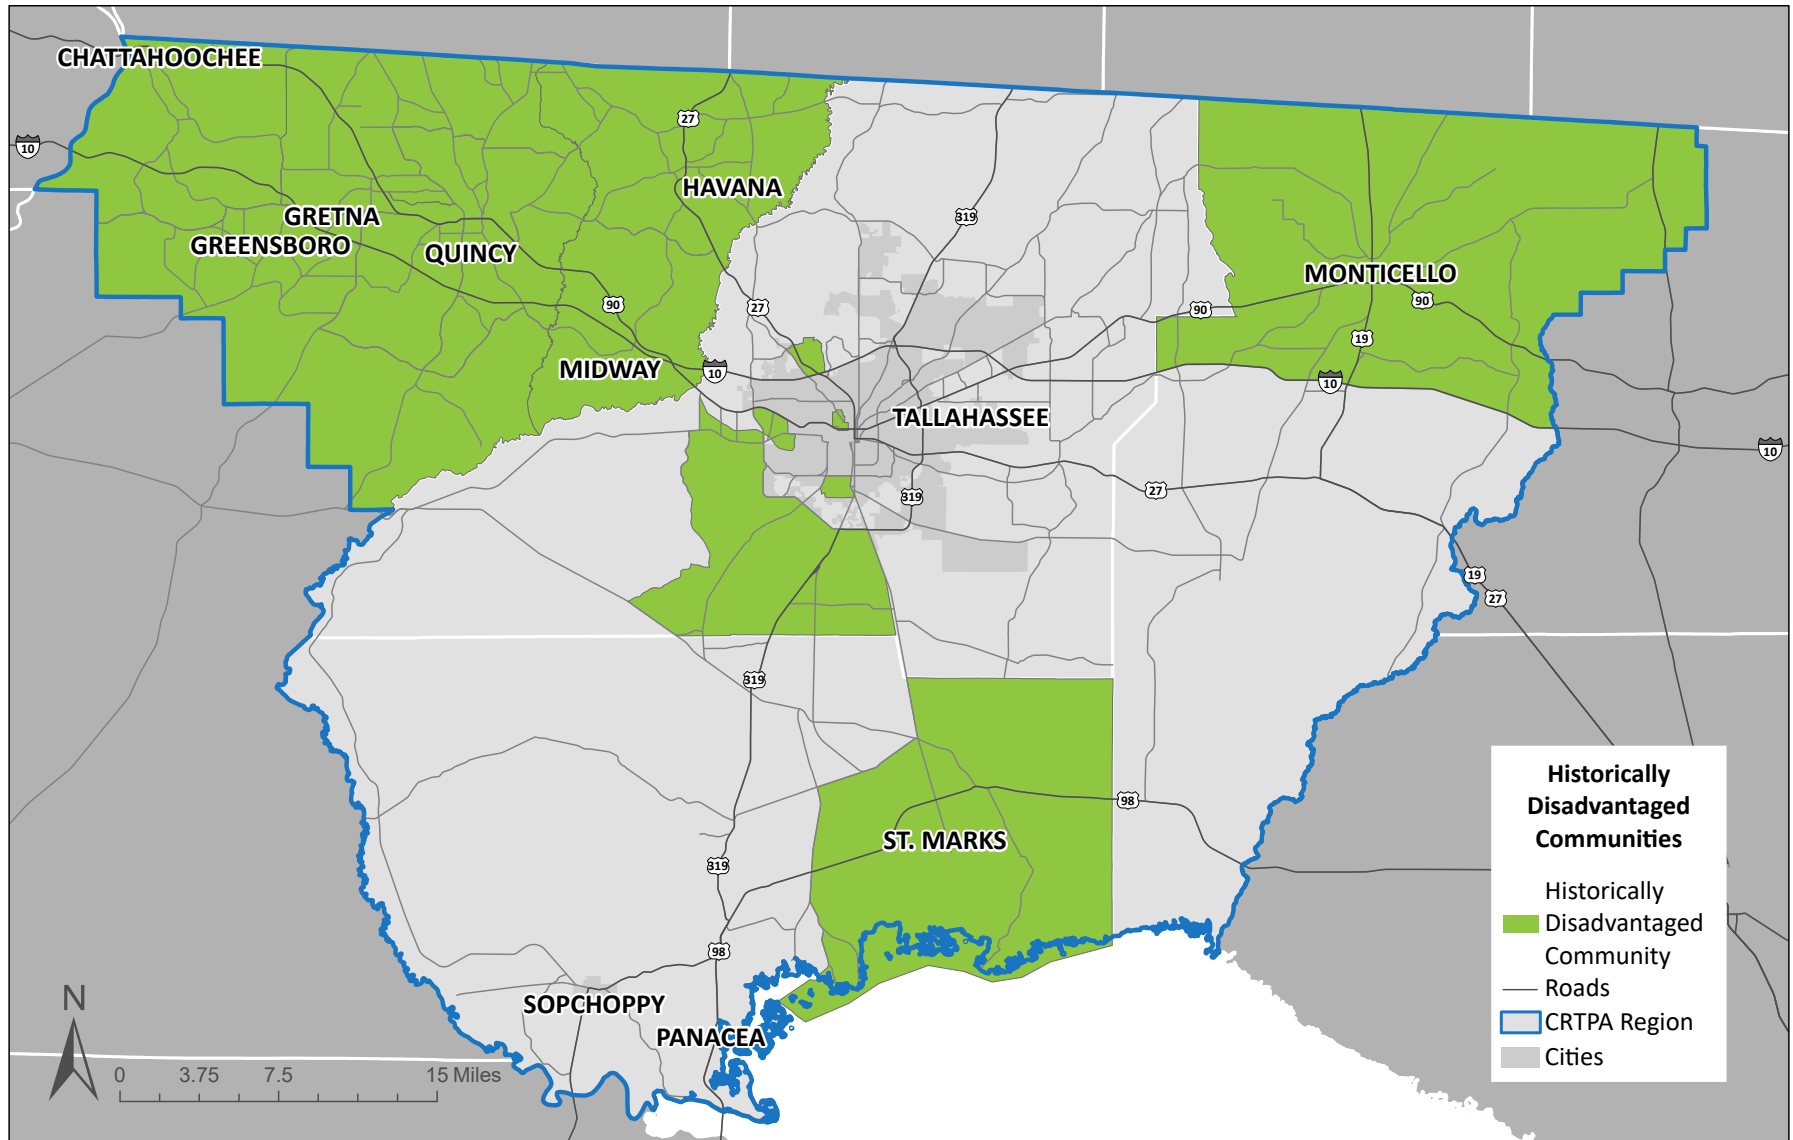 CHATTAHOOCHEE
27
10
HAVANA
GRETNA
319
GREENSBORO
QUINCY
MONTICELLO
90
27
90
90
19
MIDWAY
10
10
TALLAHASSEE
10
27
319
19
27
319
98
ST. MARKS
319
98
SOPCHOPPY
PANACEA
N
0 3.75 7.5 15 Miles
Historically
Disadvantaged
Communities
Historically
Disadvantaged
Community
Roads
CRTPA Region
Cities